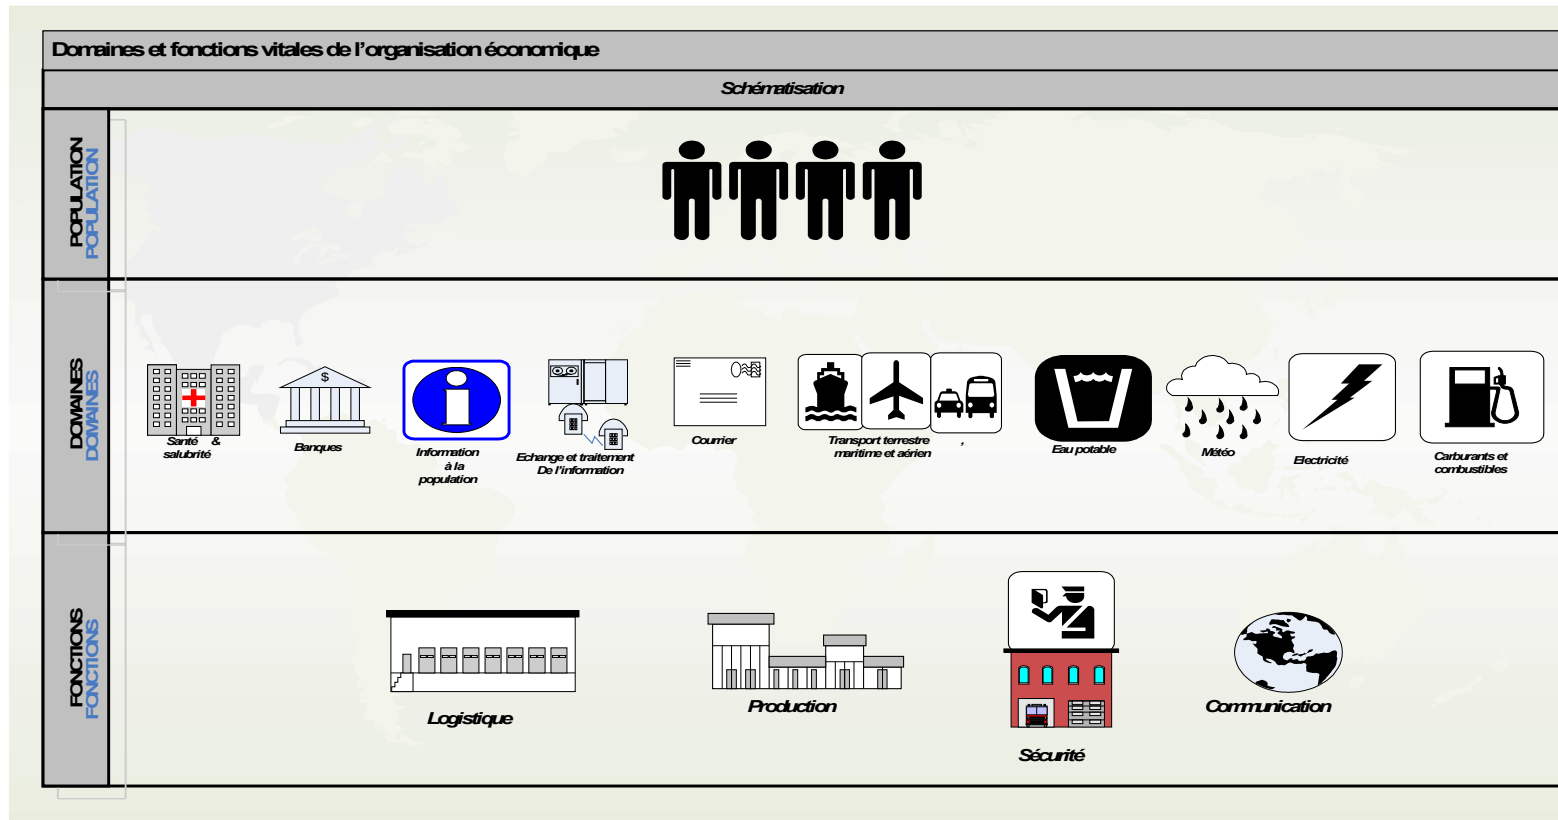 Domaines et fonctions vitales de l'organisation économique
Schématisation
POPULATION
POPULATION
DOMAINES
DOMAINES
Santé &
salubrité
$
Banques
Information
à la
population
Echange et traitement
De l'information
Courrier
Transport terrestre ,
maritime et aérien
Eau potable
Météo
Electricité
Carburants et
combustibles
FONCTIONS
FONCTIONS
Logistique
Production
Sécurité
Communication